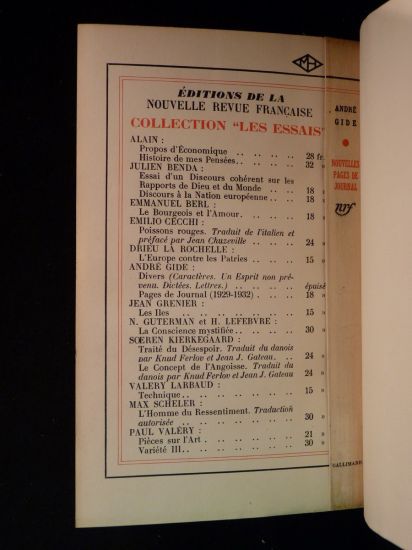 MH
ÉDITIONS DE LA
NOUVELLE REVUE FRANÇAISE
COLLECTION "LES ESSAIS"
ALAIN :
Propos d'Économique .. .. .. .. 28 fr.
Histoire de mes Pensées.. .. .. .. 32 »
JULIEN BENDA :
Essai d'un Discours cohérent sur les
Rapports de Dieu et du Monde .. .. 18 »
Discours à la Nation européenne .. .. 18 »
EMMANUEL BERL :
Le Bourgeois et l'Amour.. .. .. .. 18 »
EMILIO CECCHI :
Poissons rouges. Traduit de l'italien et
préfacé par Jean Chuzeville .. .. .. 24 »
DRIEU LA ROCHELLE :
L'Europe contre les Patries .. .. .. 15 »
ANDRÉ GIDE :
Divers (Caractères. Un Esprit non pré-
venu. Dictées. Lettres.) .. .. .. .. épuisé
Pages de Journal (1929-1932) . .. .. 18 »
JEAN GRENIER :
Les Iles .. .. .. .. .. .. .. 15 »
N. GUTERMAN et H. LEFEBVRE :
La Conscience mystifiée.. .. .. .. 30 »
SŒREN KIERKEGAARD :
Traité du Désespoir. Traduit du danois
par Knud Ferlov et Jean J. Gateau. .. .. 24 »
Le Concept de l'Angoisse. Traduit du
danois par Knud Ferlov et Jean J. Gateau 24 »
VALERY LARBAUD :
Technique.. .. .. .. .. .. .. 15 »
MAX SCHELER :
L'Homme du Ressentiment. Traduction
autorisée .. .. .. .. .. .. .. 30 »
PAUL VALÉRY :
Pièces sur l'Art . .. .. .. .. .. 21 »
Variété III.. .. .. .. .. .. .. 30 »
ANDRÉ
GIDE
NOUVELLES
PAGES DE
JOURNAL
nrf
GALLIMARD